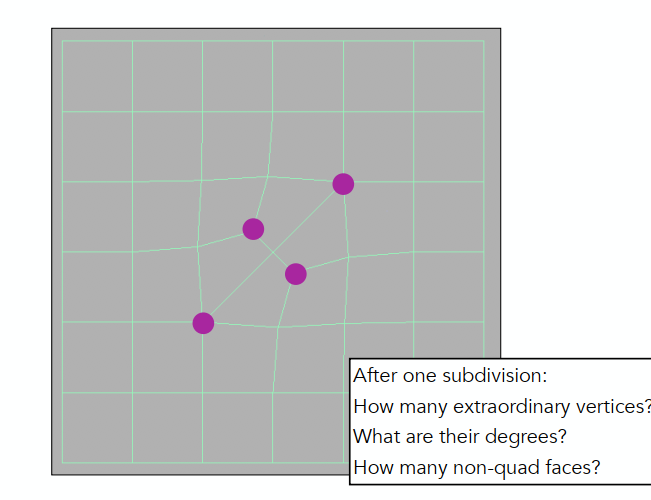 After one subdivision:
How many extraordinary vertices?
What are their degrees?
How many non-quad faces?